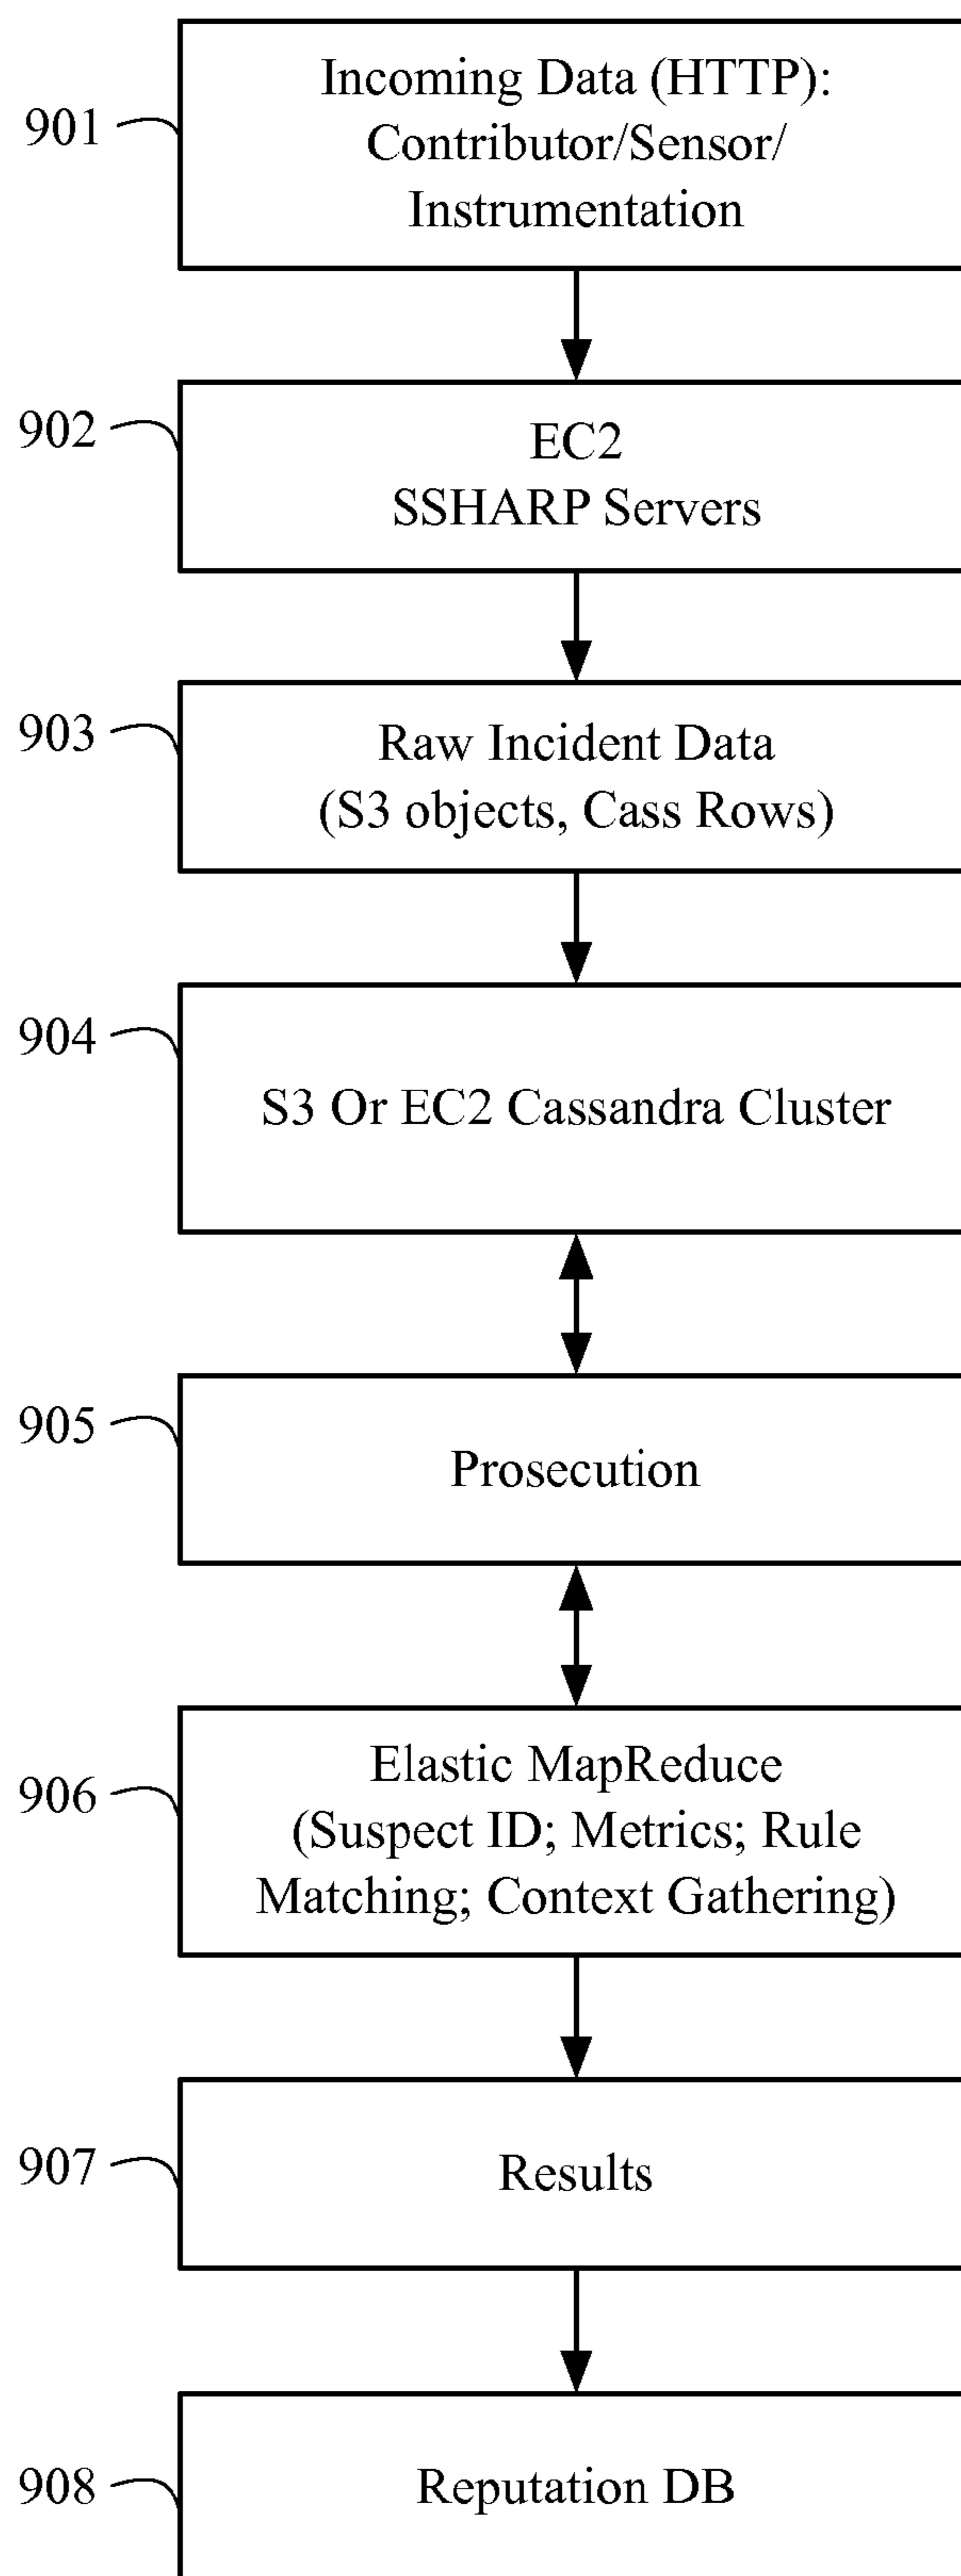 901
Incoming Data (HTTP):
Contributor/Sensor/
Instrumentation
902
EC2
SSHARP Servers
903
Raw Incident Data
(S3 objects, Cass Rows)
904
S3 Or EC2 Cassandra Cluster
905
Prosecution
906
Elastic MapReduce
(Suspect ID; Metrics; Rule
Matching; Context Gathering)
907
Results
908
Reputation DB